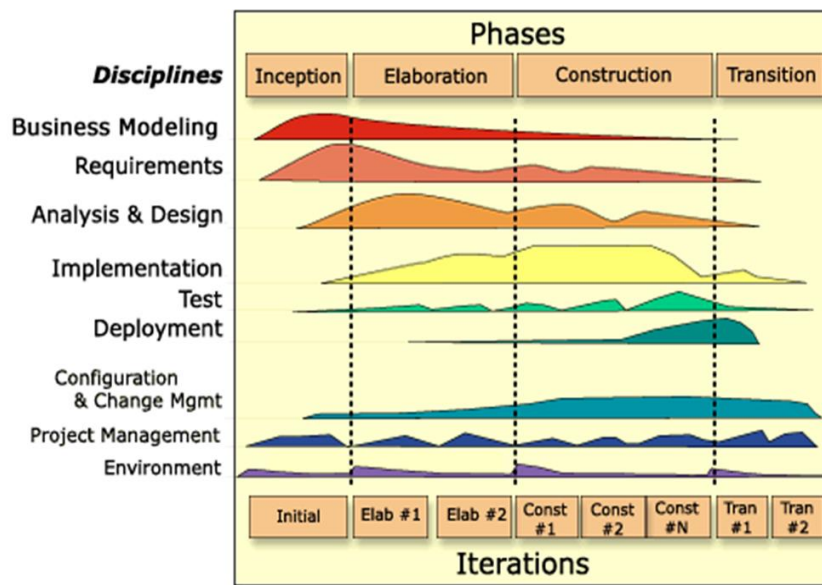 Phases
Disciplines
Inception
Elaboration
Construction
Transition
Business Modeling
Requirements
Analysis & Design
Implementation
Test
Deployment
Configuration
& Change Mgmt
Project Management
Environment
Initial
Elab #1
Elab #2
Const
#1
Const
#2
Const
#N
Tran
#1
Tran
#2
Iterations